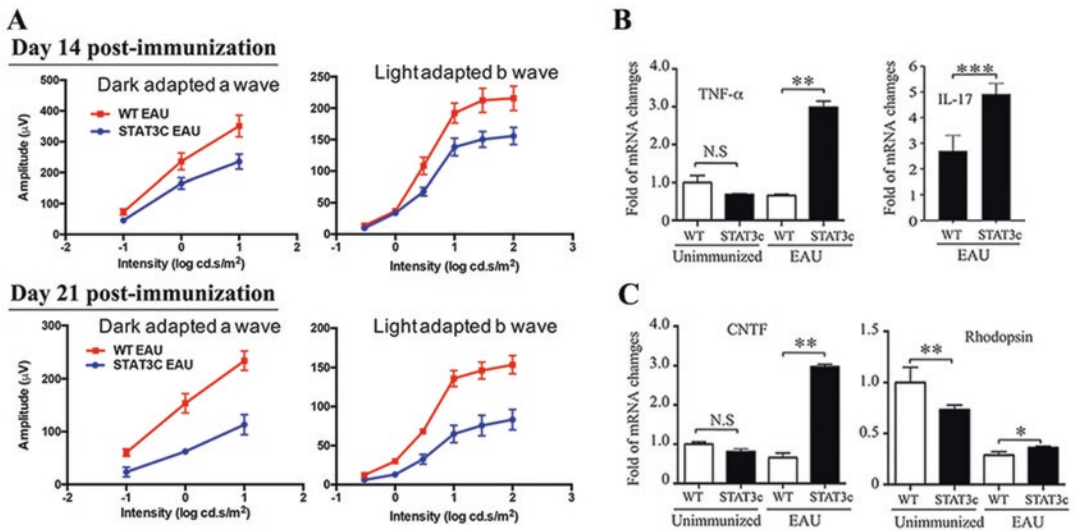 A
Day 14 post-immunization
Dark adapted a wave
Amplitude (μV)
500
400
300
200
100
0
WT EAU
STAT3C EAU
-2
-1
0
1
2
Intensity (log cd.s/m²)
Light adapted b wave
250
200
150
100
50
0
-1
0
1
2
3
Intensity (log cd.s/m²)
Day 21 post-immunization
Dark adapted a wave
Amplitude (μV)
300
200
100
0
WT EAU
STAT3C EAU
-2
-1
0
1
2
Intensity (log cd.s/m²)
Light adapted b wave
200
150
100
50
0
-1
0
1
2
3
Intensity (log cd.s/m²)
B
Fold of mRNA chamges
4.0
3.0
2.0
1.0
0.0
TNF-α
N.S
**
WT
STAT3c
WT
STAT3c
Unimmunized
EAU
Fold of mRNA chamges
6
5
4
3
2
1
0
***
IL-17
WT
STAT3c
EAU
C
Fold of mRNA chamges
4.0
3.0
2.0
1.0
0.0
CNTF
N.S
**
WT
STAT3c
WT
STAT3c
Unimmunized
EAU
1.5
1.0
0.5
0.0
Rhodopsin
**
*
WT
STAT3c
WT
STAT3c
Unimmunized
EAU